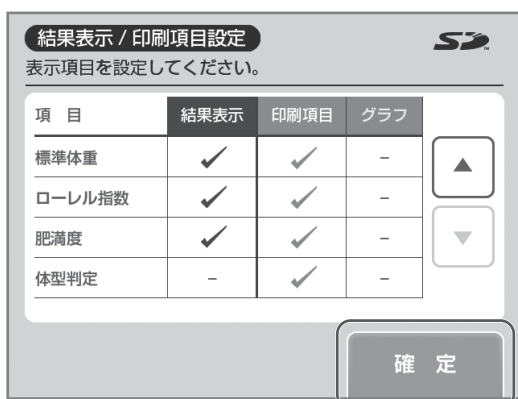 結果表示 / 印刷項目設定
SD
表示項目を設定してください。
項 目 結果表示 印刷項目 グラフ
標準体重 ✓ ✓ －
ローレル指数 ✓ ✓ －
肥満度 ✓ ✓ －
体型判定 － ✓ －
確 定